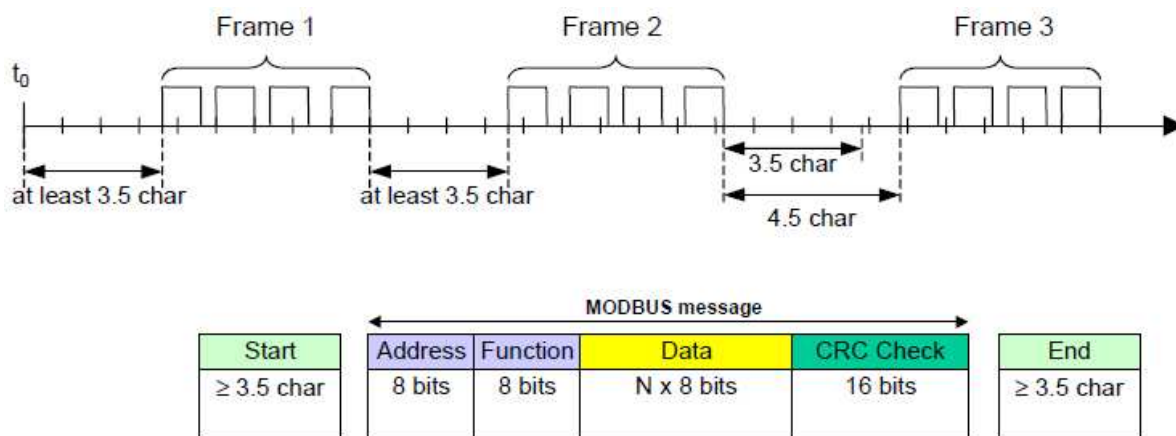 Frame 1 Frame 2 Frame 3
t0
at least 3.5 char at least 3.5 char 3.5 char
4.5 char
MODBUS message
Start Address Function Data CRC Check End
≥ 3.5 char 8 bits 8 bits N x 8 bits 16 bits ≥ 3.5 char